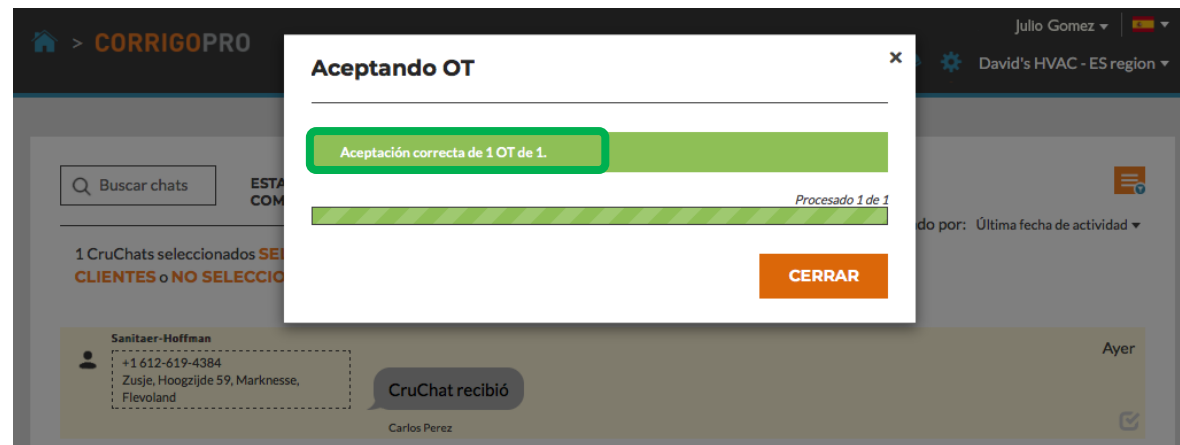 > CORRIGOPRO
Julio Gomez
David's HVAC - ES region
Aceptando OT
×
Aceptación correcta de 1 OT de 1.
Procesado 1 de 1
CERRAR
Buscar chats
ESTA
COM
do por: Última fecha de actividad
1 CruChats seleccionados SEL
CLIENTES o NO SELECCIO
Sanitaer-Hoffman
+1 612-619-4384
Zusje, Hoogzijde 59, Marknesse,
Flevoland
CruChat recibió
Carlos Perez
Ayer